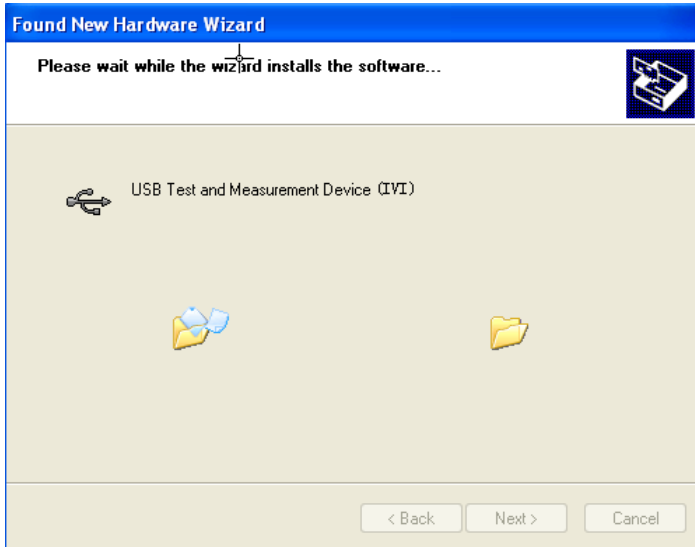 Found New Hardware Wizard
Please wait while the wizard installs the software...
USB Test and Measurement Device (IVI)
< Back
Next >
Cancel